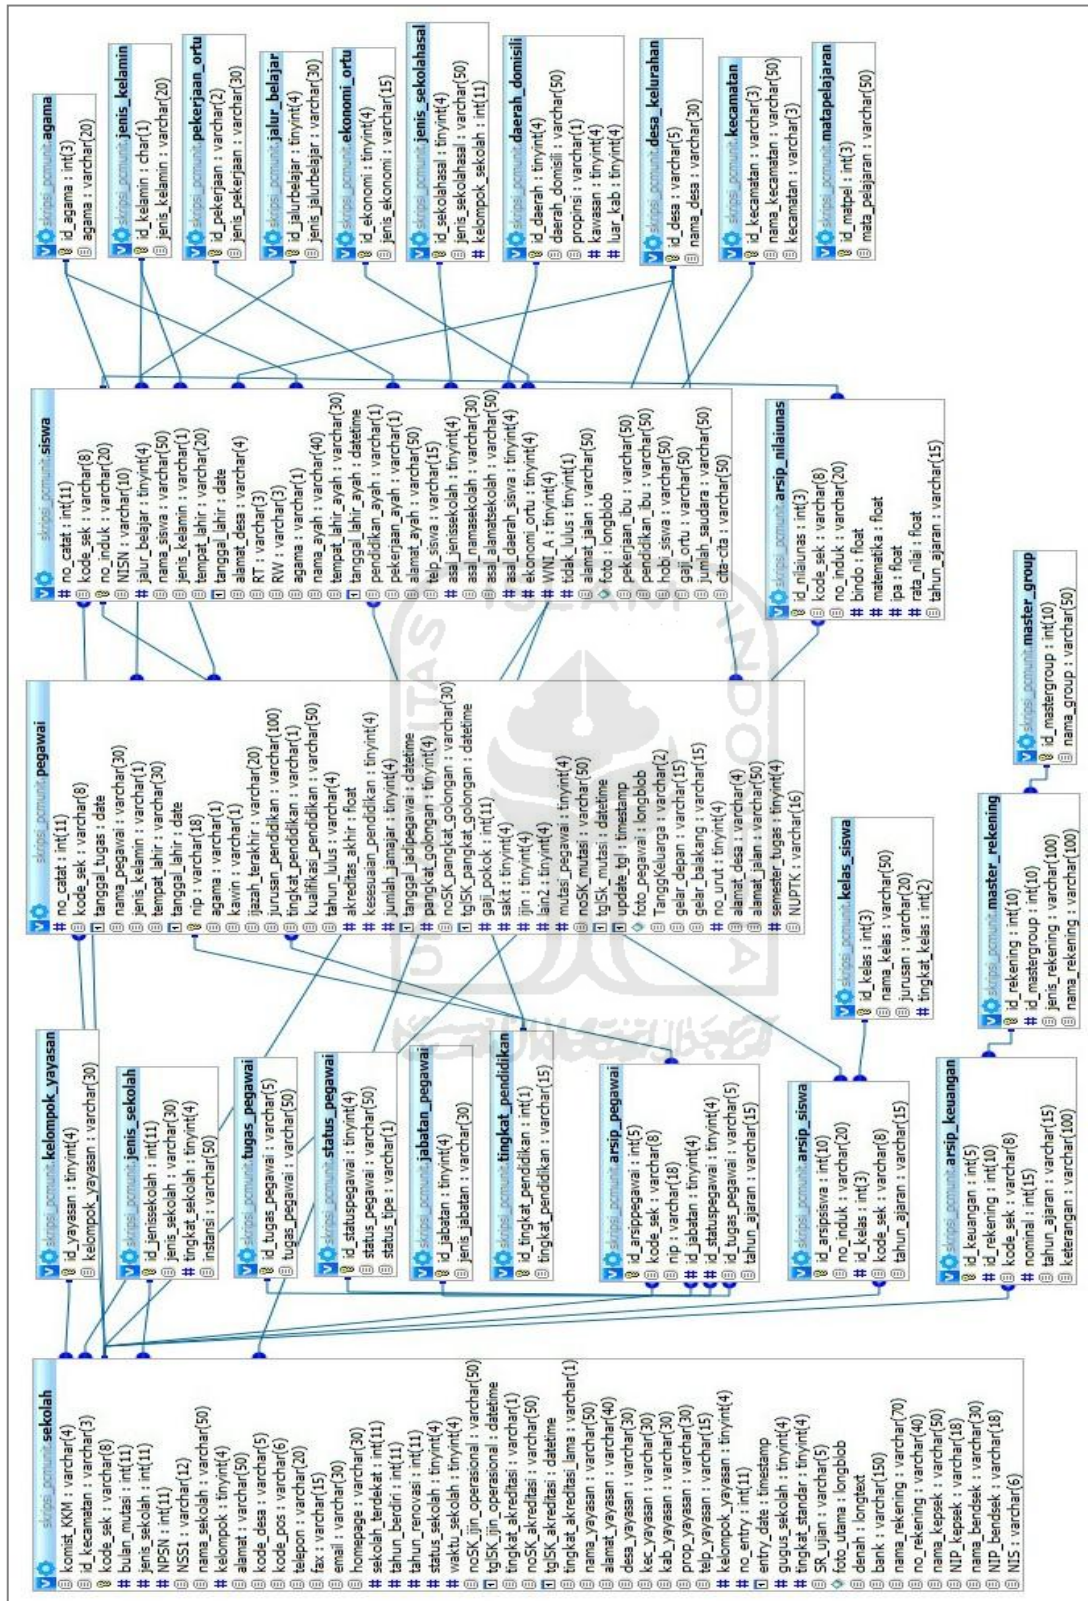 skripsi_pcmunit.sekolah
komist_KKM : varchar(4)
id_kecamatan : varchar(3)
kode_sek : varchar(8)
bulan_mutasi : int(11)
jenis_sekolah : int(11)
NPSN : int(11)
NSS1 : varchar(12)
nama_sekolah : varchar(50)
kelompok : tinyint(4)
alamat : varchar(50)
kode_desa : varchar(5)
kode_pos : varchar(6)
telepon : varchar(20)
fax : varchar(15)
email : varchar(30)
homepage : varchar(30)
sekolah_terdekat : int(11)
tahun_berdiri : int(11)
tahun_renovasi : int(11)
status_sekolah : tinyint(4)
waktu_sekolah : tinyint(4)
noSK_ijin_operasional : varchar(50)
tglSK_ijin_operasional : datetime
tingkat_akreditasi : varchar(1)
noSK_akreditasi : varchar(50)
tglSK_akreditasi : datetime
tingkat_akreditasi_lama : varchar(1)
nama_yayasan : varchar(50)
alamat_yayasan : varchar(40)
desa_yayasan : varchar(30)
kec_yayasan : varchar(30)
kab_yayasan : varchar(30)
prop_yayasan : varchar(30)
telp_yayasan : varchar(15)
kelompok_yayasan : tinyint(4)
no_entry : int(11)
entry_date : timestamp
gugus_sekolah : tinyint(4)
tingkat_standar : tinyint(4)
SR_ujian : varchar(5)
foto_utama : longblob
denah : longtext
bank : varchar(150)
nama_rekening : varchar(70)
no_rekening : varchar(40)
nama_kepsek : varchar(50)
NIP_kepsek : varchar(18)
nama_bendsek : varchar(30)
NIP_bendsek : varchar(18)
NIS : varchar(6)
skripsi_pcmunit.kelompok_yayasan
id_yayasan : tinyint(4)
kelompok_yayasan : varchar(30)
skripsi_pcmunit.jenis_sekolah
id_jenissekolah : int(11)
jenis_sekolah : varchar(30)
tingkat_sekolah : tinyint(4)
instansi : varchar(50)
skripsi_pcmunit.tugas_pegawai
id_tugas_pegawai : varchar(5)
tugas_pegawai : varchar(50)
skripsi_pcmunit.status_pegawai
id_statuspegawai : tinyint(4)
status_pegawai : varchar(50)
status_tipe : varchar(1)
skripsi_pcmunit.jabatan_pegawai
id_jabatan : tinyint(4)
jenis_jabatan : varchar(30)
skripsi_pcmunit.tingkat_pendidikan
id_tingkat_pendidikan : int(1)
tingkat_pendidikan : varchar(15)
skripsi_pcmunit.arsip_pegawai
id_arsippegawai : int(5)
kode_sek : varchar(8)
nip : varchar(18)
id_jabatan : tinyint(4)
id_statuspegawai : tinyint(4)
id_tugas_pegawai : varchar(5)
tahun_ajaran : varchar(15)
skripsi_pcmunit.arsip_siswa
id_arsipsiswa : int(10)
no_induk : varchar(20)
id_kelas : int(3)
kode_sek : varchar(8)
tahun_ajaran : varchar(15)
skripsi_pcmunit.arsip_keuangan
id_keuangan : int(5)
id_rekening : int(10)
kode_sek : varchar(8)
nominal : int(15)
tahun_ajaran : varchar(15)
keterangan : varchar(100)
skripsi_pcmunit.pegawai
no_catat : int(11)
kode_sek : varchar(8)
tanggal_tugas : date
nama_pegawai : varchar(30)
jenis_kelamin : varchar(1)
tempat_lahir : varchar(30)
tanggal_lahir : date
nip : varchar(18)
agama : varchar(1)
kawin : varchar(1)
ijazah_terakhir : varchar(20)
jurusan_pendidikan : varchar(100)
tingkat_pendidikan : varchar(1)
kualifikasi_pendidikan : varchar(50)
tahun_lulus : varchar(4)
akreditas_akhir : float
kesesuaian_pendidikan : tinyint(4)
jumlah_jamajar : tinyint(4)
tanggal_jadipegawai : datetime
pangkat_golongan : tinyint(4)
noSK_pangkat_golongan : varchar(30)
tglSK_pangkat_golongan : datetime
gaji_pokok : int(11)
sakit : tinyint(4)
ijin : tinyint(4)
lain2 : tinyint(4)
mutasi_pegawai : tinyint(4)
noSK_mutasi : varchar(50)
tglSK_mutasi : datetime
update_tgl : timestamp
foto_pegawai : longblob
TanggKeluarga : varchar(2)
gelar_depan : varchar(15)
gelar_balakang : varchar(15)
no_urut : tinyint(4)
alamat_desa : varchar(4)
alamat_jalan : varchar(50)
semester_tugas : tinyint(4)
NUPTK : varchar(16)
skripsi_pcmunit.kelas_siswa
id_kelas : int(3)
nama_kelas : varchar(50)
jurusan : varchar(20)
tingkat_kelas : int(2)
skripsi_pcmunit.master_rekening
id_rekening : int(10)
id_mastergroup : int(10)
jenis_rekening : varchar(100)
nama_rekening : varchar(100)
skripsi_pcmunit.master_group
id_mastergroup : int(10)
nama_group : varchar(50)
skripsi_pcmunit.siswa
no_catat : int(11)
kode_sek : varchar(8)
no_induk : varchar(20)
NISN : varchar(10)
jalur_belajar : tinyint(4)
nama_siswa : varchar(50)
jenis_kelamin : varchar(1)
tempat_lahir : varchar(20)
tanggal_lahir : date
alamat_desa : varchar(4)
RT : varchar(3)
RW : varchar(3)
agama : varchar(1)
nama_ayah : varchar(40)
tempat_lahir_ayah : varchar(30)
tanggal_lahir_ayah : datetime
pendidikan_ayah : varchar(1)
pekerjaan_ayah : varchar(1)
alamat_ayah : varchar(50)
telp_siswa : varchar(15)
asal_jenissekolah : tinyint(4)
asal_namasekolah : varchar(30)
asal_alamatsekolah : varchar(50)
asal_daerah_siswa : tinyint(4)
ekonomi_ortu : tinyint(4)
WNI_A : tinyint(4)
tidak_lulus : tinyint(1)
alamat_jalan : varchar(50)
foto : longblob
pekerjaan_ibu : varchar(50)
pendidikan_ibu : varchar(50)
hobi_siswa : varchar(50)
gaji_ortu : varchar(50)
jumlah_saudara : varchar(50)
cita-cita : varchar(50)
skripsi_pcmunit.arsip_nilaiunas
id_nilaiunas : int(3)
kode_sek : varchar(8)
no_induk : varchar(20)
bindo : float
matematika : float
ipa : float
rata_nilai : float
tahun_ajaran : varchar(15)
skripsi_pcmunit.agama
id_agama : int(3)
agama : varchar(20)
skripsi_pcmunit.jenis_kelamin
id_kelamin : char(1)
jenis_kelamin : varchar(20)
skripsi_pcmunit.pekerjaan_ortu
id_pekerjaan : varchar(2)
jenis_pekerjaan : varchar(30)
skripsi_pcmunit.jalur_belajar
id_jalurbelajar : tinyint(4)
jenis_jalurbelajar : varchar(30)
skripsi_pcmunit.ekonomi_ortu
id_ekonomi : tinyint(4)
jenis_ekonomi : varchar(15)
skripsi_pcmunit.jenis_sekolahasal
id_sekolahasal : tinyint(4)
jenis_sekolahasal : varchar(50)
kelompok_sekolah : int(11)
skripsi_pcmunit.daerah_domisili
id_daerah : tinyint(4)
daerah_domisili : varchar(50)
propinsi : varchar(1)
kawasan : tinyint(4)
luar_kab : tinyint(4)
skripsi_pcmunit.desa_kelurahan
id_desa : varchar(5)
nama_desa : varchar(30)
skripsi_pcmunit.kecamatan
id_kecamatan : varchar(3)
nama_kecamatan : varchar(50)
kecamatan : varchar(3)
skripsi_pcmunit.matapelajaran
id_matpel : int(3)
mata_pelajaran : varchar(50)